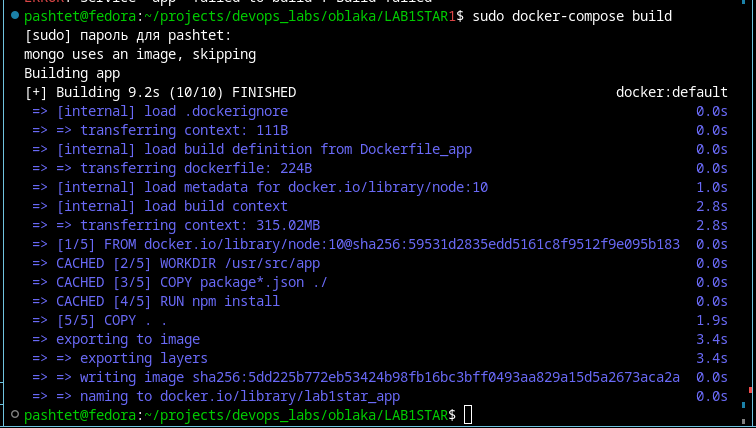 pashtet@fedora:~/projects/devops_labs/oblaka/LAB1STAR1$ sudo docker-compose build
[sudo] пароль для pashtet:
mongo uses an image, skipping
Building app
[+] Building 9.2s (10/10) FINISHED docker:default
=> [internal] load .dockerignore 0.0s
=> => transferring context: 111B 0.0s
=> [internal] load build definition from Dockerfile_app 0.0s
=> => transferring dockerfile: 224B 0.0s
=> [internal] load metadata for docker.io/library/node:10 1.0s
=> [internal] load build context 2.8s
=> => transferring context: 315.02MB 2.8s
=> [1/5] FROM docker.io/library/node:10@sha256:59531d2835edd5161c8f9512f9e095b183 0.0s
=> CACHED [2/5] WORKDIR /usr/src/app 0.0s
=> CACHED [3/5] COPY package*.json ./ 0.0s
=> CACHED [4/5] RUN npm install 0.0s
=> [5/5] COPY . . 1.9s
=> exporting to image 3.4s
=> => exporting layers 3.4s
=> => writing image sha256:5dd225b772eb53424b98fb16bc3bff0493aa829a15d5a2673aca2a 0.0s
=> => naming to docker.io/library/lab1star_app 0.0s
pashtet@fedora:~/projects/devops_labs/oblaka/LAB1STAR$